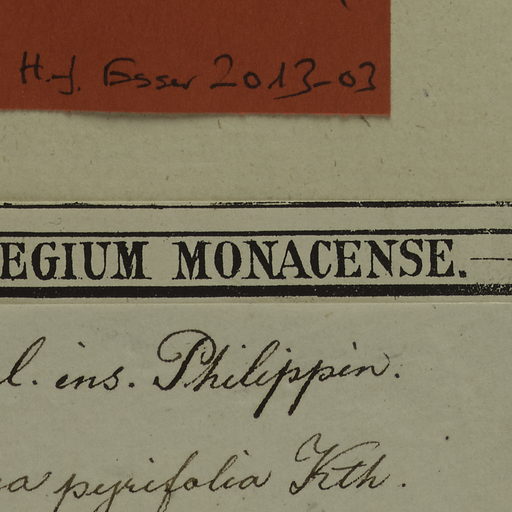 H.-J. Esser 2013-03
EGIUM MONACENSE.
l. ins. Philippin.
a pyrifolia Kth.